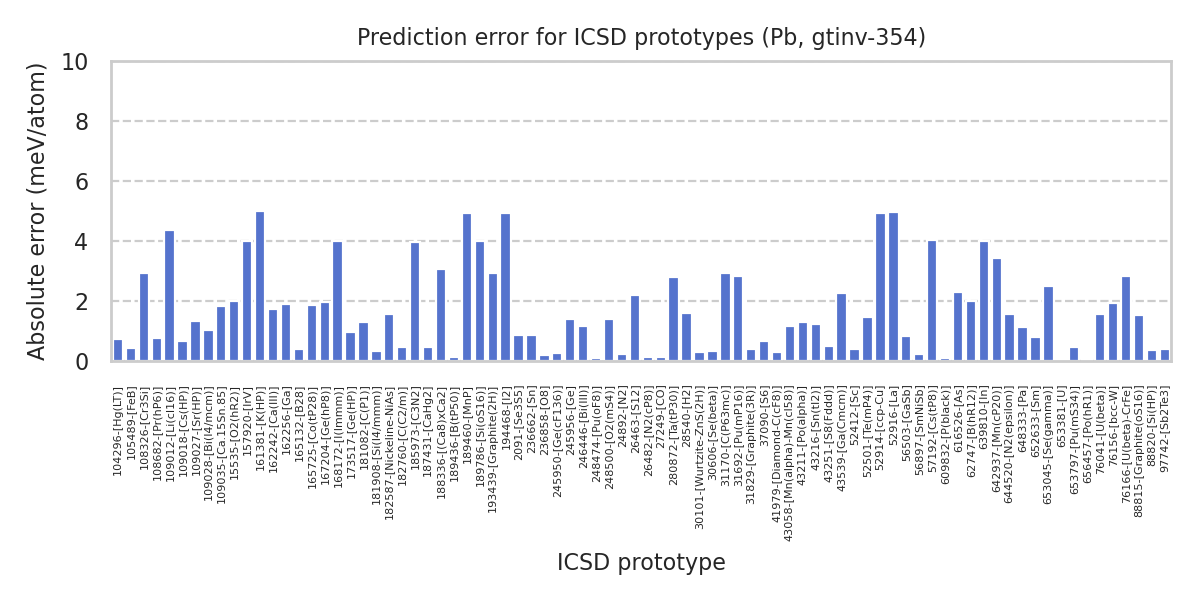 Prediction error for ICSD prototypes (Pb, gtinv-354)
Absolute error (meV/atom)
10
8
6
4
2
0
104296-[Hg(LT)]
105489-[FeB]
108326-[Cr3Si]
108682-[Pr(hP6)]
109012-[Li(cI16)]
109018-[Cs(HP)]
109027-[Sr(HP)]
109028-[Bi(I4/mcm)]
109035-[Ca.15Sn.85]
15535-[O2(hR2)]
157920-[IrV]
161381-[K(HP)]
162242-[Ca(III)]
162256-[Ga]
165132-[B28]
165725-[Co(tP28)]
167204-[Ge(hP8)]
168172-[I(Immm)]
173517-[Ge(HP)]
181082-[C(P1)]
181908-[Si(I4/mmm)]
182587-[Nickeline-NiAs]
182760-[C(C2/m)]
185973-[C3N2]
187431-[CaHg2]
188336-[(Ca8)xCa2]
189436-[B(tP50)]
189460-[MnP]
189786-[Si(oS16)]
193439-[Graphite(2H)]
194468-[I2]
2091-[Se3S5]
236662-[Sn]
236858-[O8]
245950-[Ge(cF136)]
245956-[Ge]
246446-[Bi(III)]
248474-[Pu(oF8)]
248500-[O2(mS4)]
24892-[N2]
26463-[S12]
26482-[N2(cP8)]
27249-[CO]
280872-[Ta(tP30)]
28540-[H2]
30101-[Wurtzite-ZnS(2H)]
30606-[Se(beta)]
31170-[C(P63mc)]
31692-[Pu(mP16)]
31829-[Graphite(3R)]
37090-[S6]
41979-[Diamond-C(cF8)]
43058-[Mn(alpha)-Mn(cI58)]
43211-[Po(alpha)]
43216-[Sn(tI2)]
43251-[S8(Fddd)]
43539-[Ga(Cmcm)]
52412-[Sc]
52501-[Te(mP4)]
52914-[ccp-Cu]
52916-[La]
56503-[GaSb]
56897-[SmNiSb]
57192-[Cs(tP8)]
609832-[P(black)]
616526-[As]
62747-[B(hR12)]
639810-[In]
642937-[Mn(cP20)]
644520-[N2(epsilon)]
648333-[Pa]
652633-[Sm]
653045-[Se(gamma)]
653381-[U]
653797-[Pu(mS34)]
656457-[Po(hR1)]
76041-[U(beta)]
76156-[bcc-W]
76166-[U(beta)-CrFe]
88815-[Graphite(oS16)]
88820-[Si(HP)]
97742-[Sb2Te3]
ICSD prototype